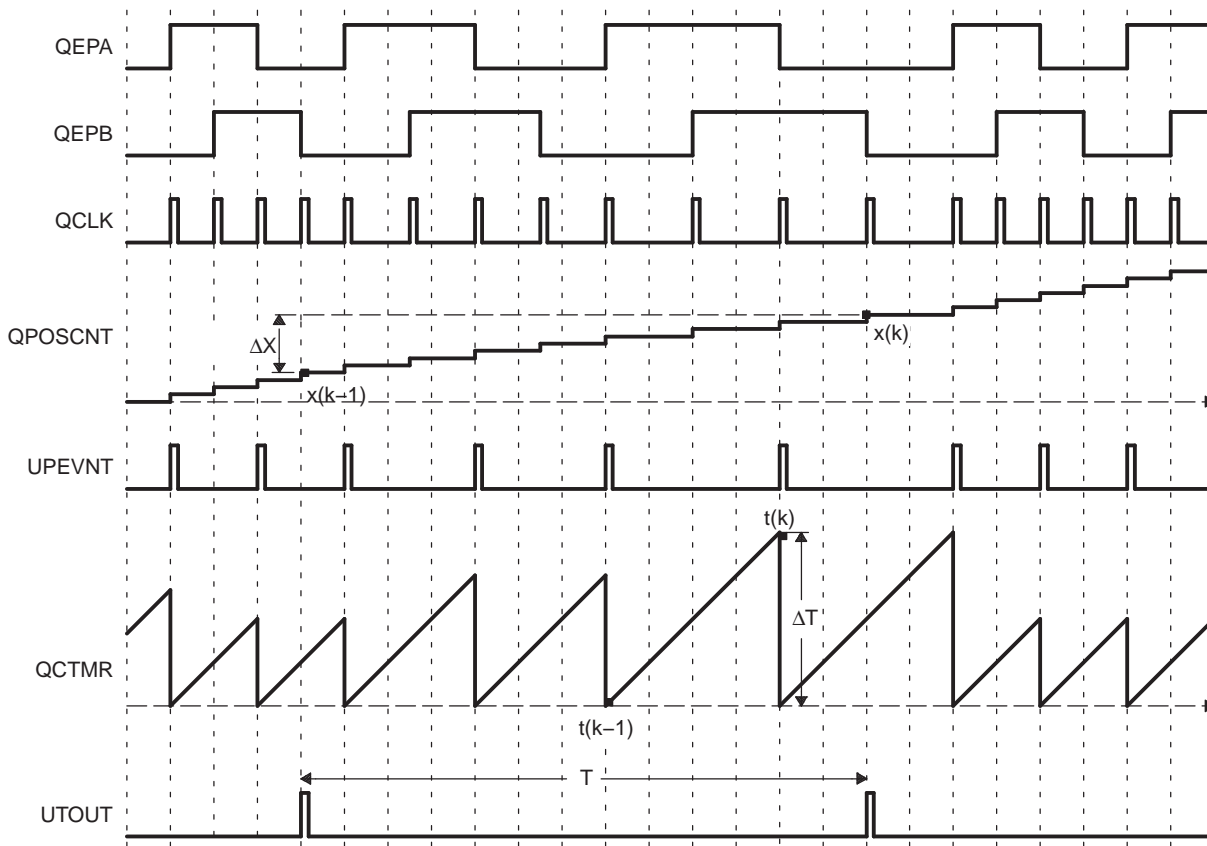 QEPA
QEPB
QCLK
QPOSCNT
ΔX
x(k−1)
x(k)
UPEVNT
t(k)
ΔT
QCTMR
t(k−1)
T
UTOUT